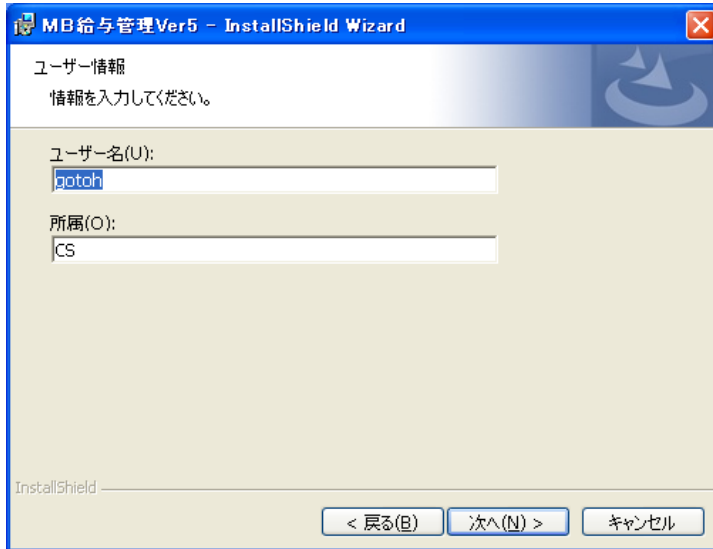 MB給与管理Ver5 - InstallShield Wizard
ユーザー情報
情報を入力してください。
ユーザー名(U):
gotoh
所属(O):
CS
InstallShield
< 戻る(B)
次へ(N) >
キャンセル